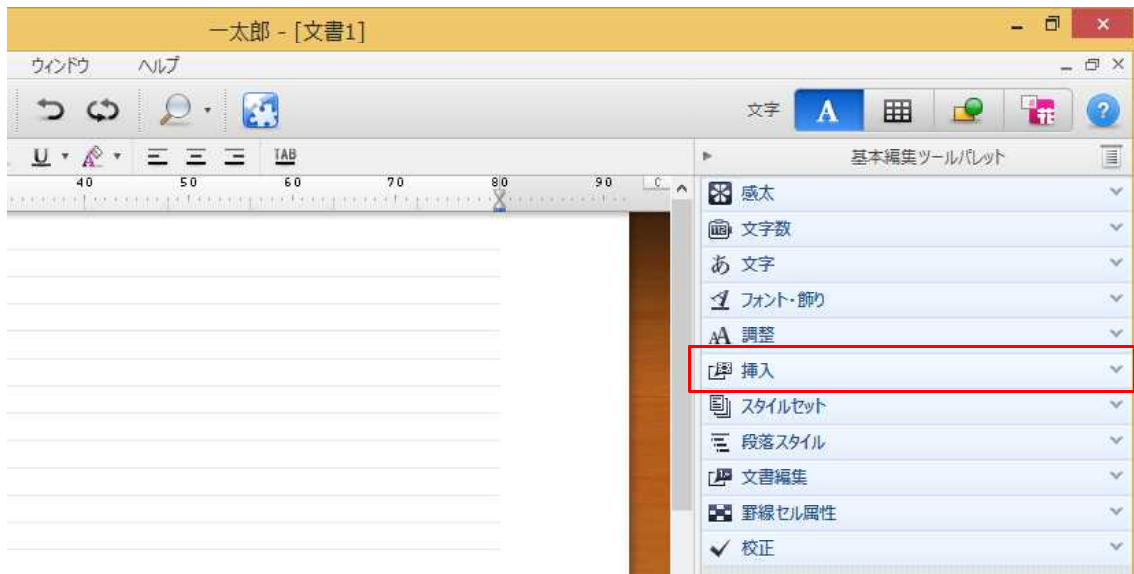 一太郎 - [文書1]
ウィンドウ ヘルプ
文字 A ?
U A TAB
基本編集ツールパレット
40 50 60 70 80 90
感太
文字数
あ 文字
フォント・飾り
AA 調整
挿入
スタイルセット
段落スタイル
文書編集
罫線セル属性
校正